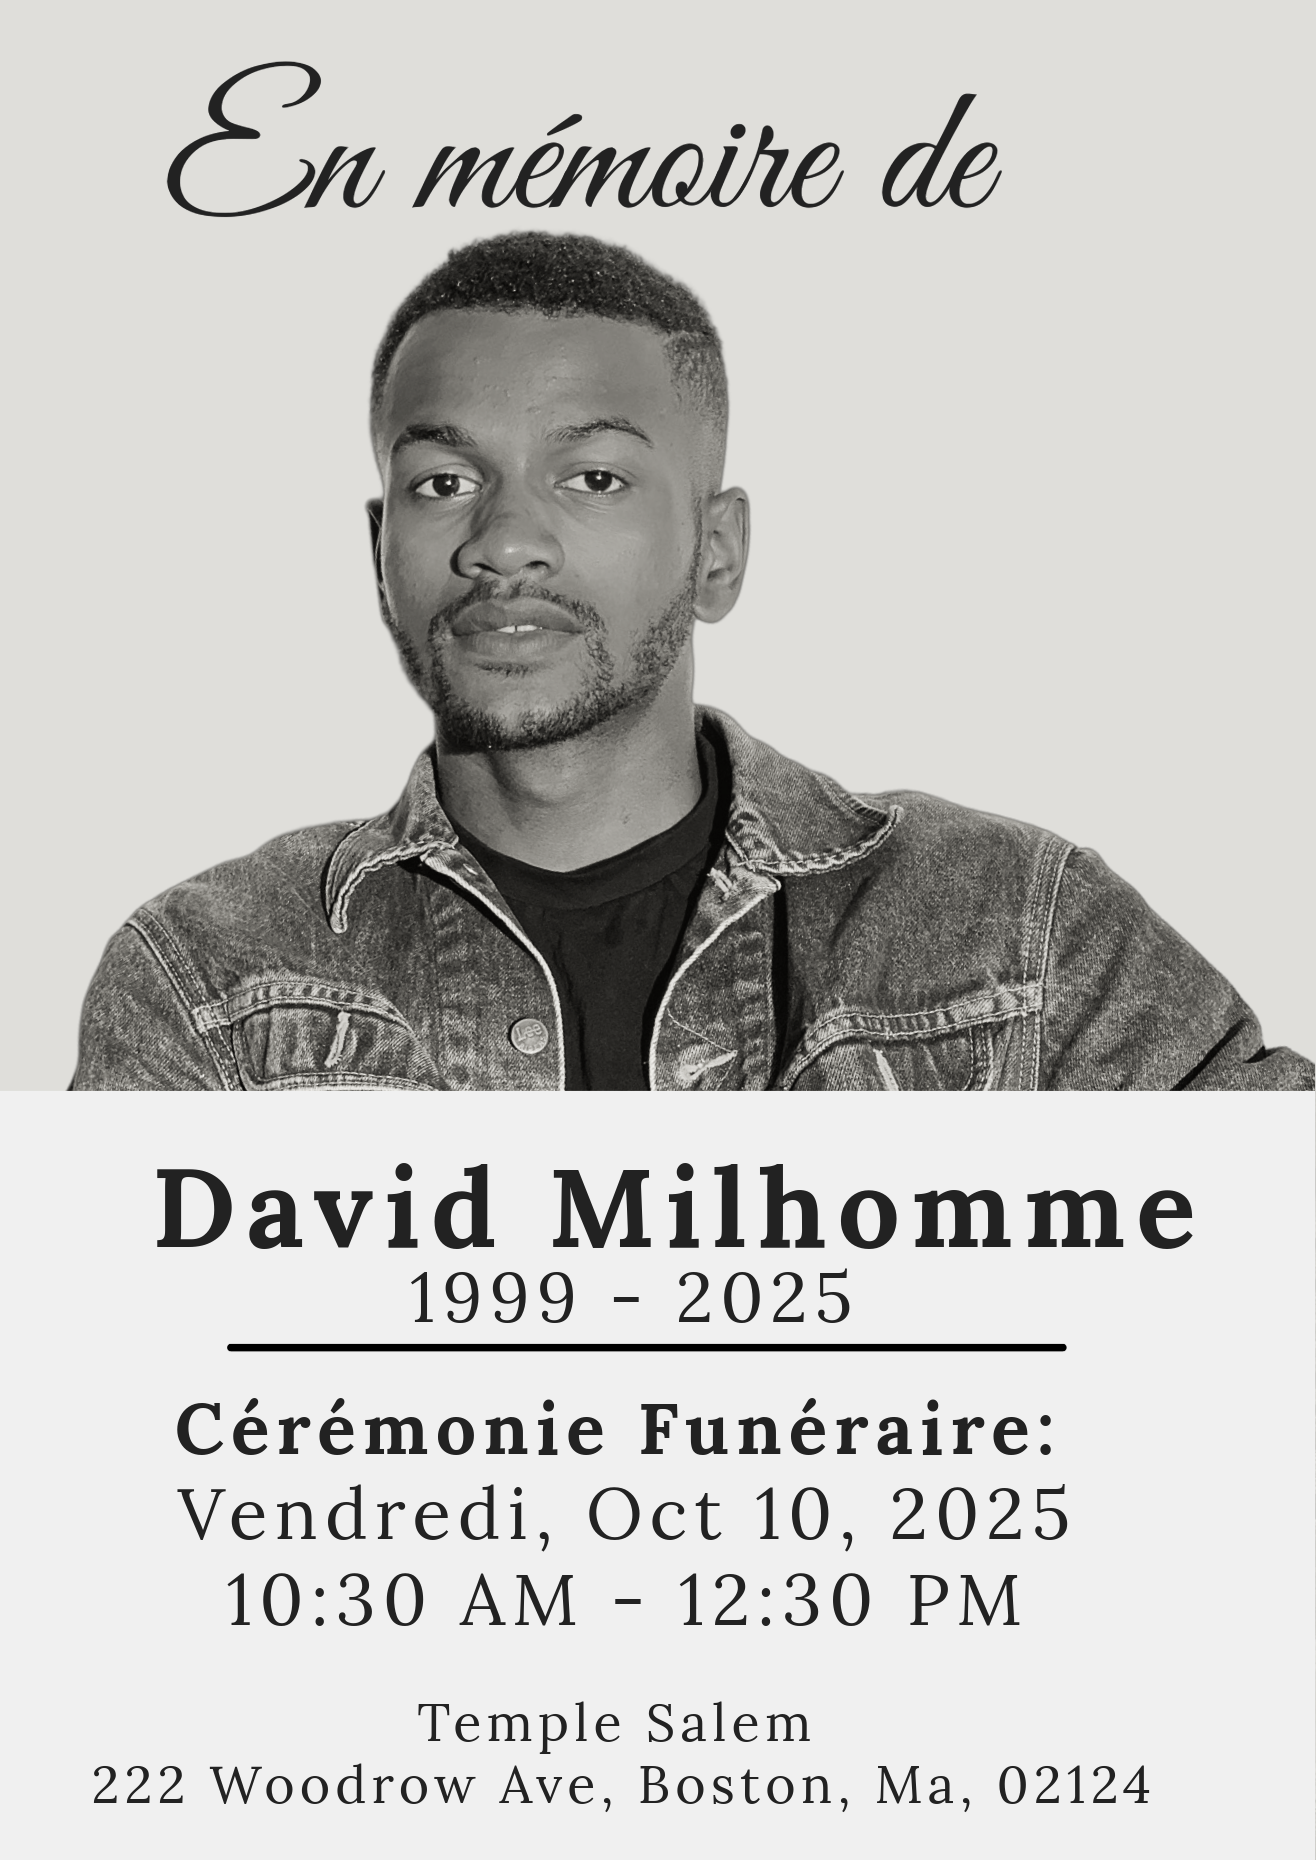 En mémoire de
David Milhomme
1999 - 2025
Cérémonie Funéraire:
Vendredi, Oct 10, 2025
10:30 AM - 12:30 PM
Temple Salem
222 Woodrow Ave, Boston, Ma, 02124